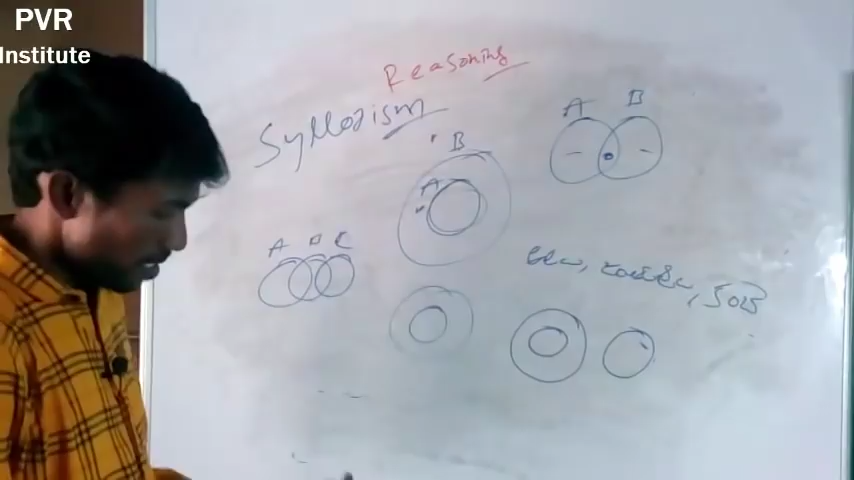 PVR
Institute
Reasoning
Syllogism
A B
B
A
A B C